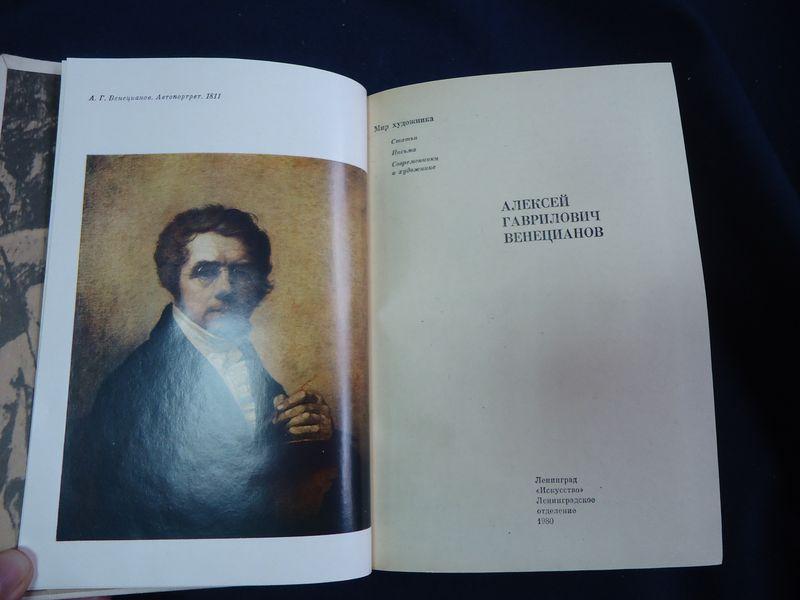 А. Г. Венецианов. Автопортрет. 1811
Мир художника
Статьи
Письма
Современники
о художнике
АЛЕКСЕЙ
ГАВРИЛОВИЧ
ВЕНЕЦИАНОВ
Ленинград
«Искусство»
Ленинградское
отделение
1980